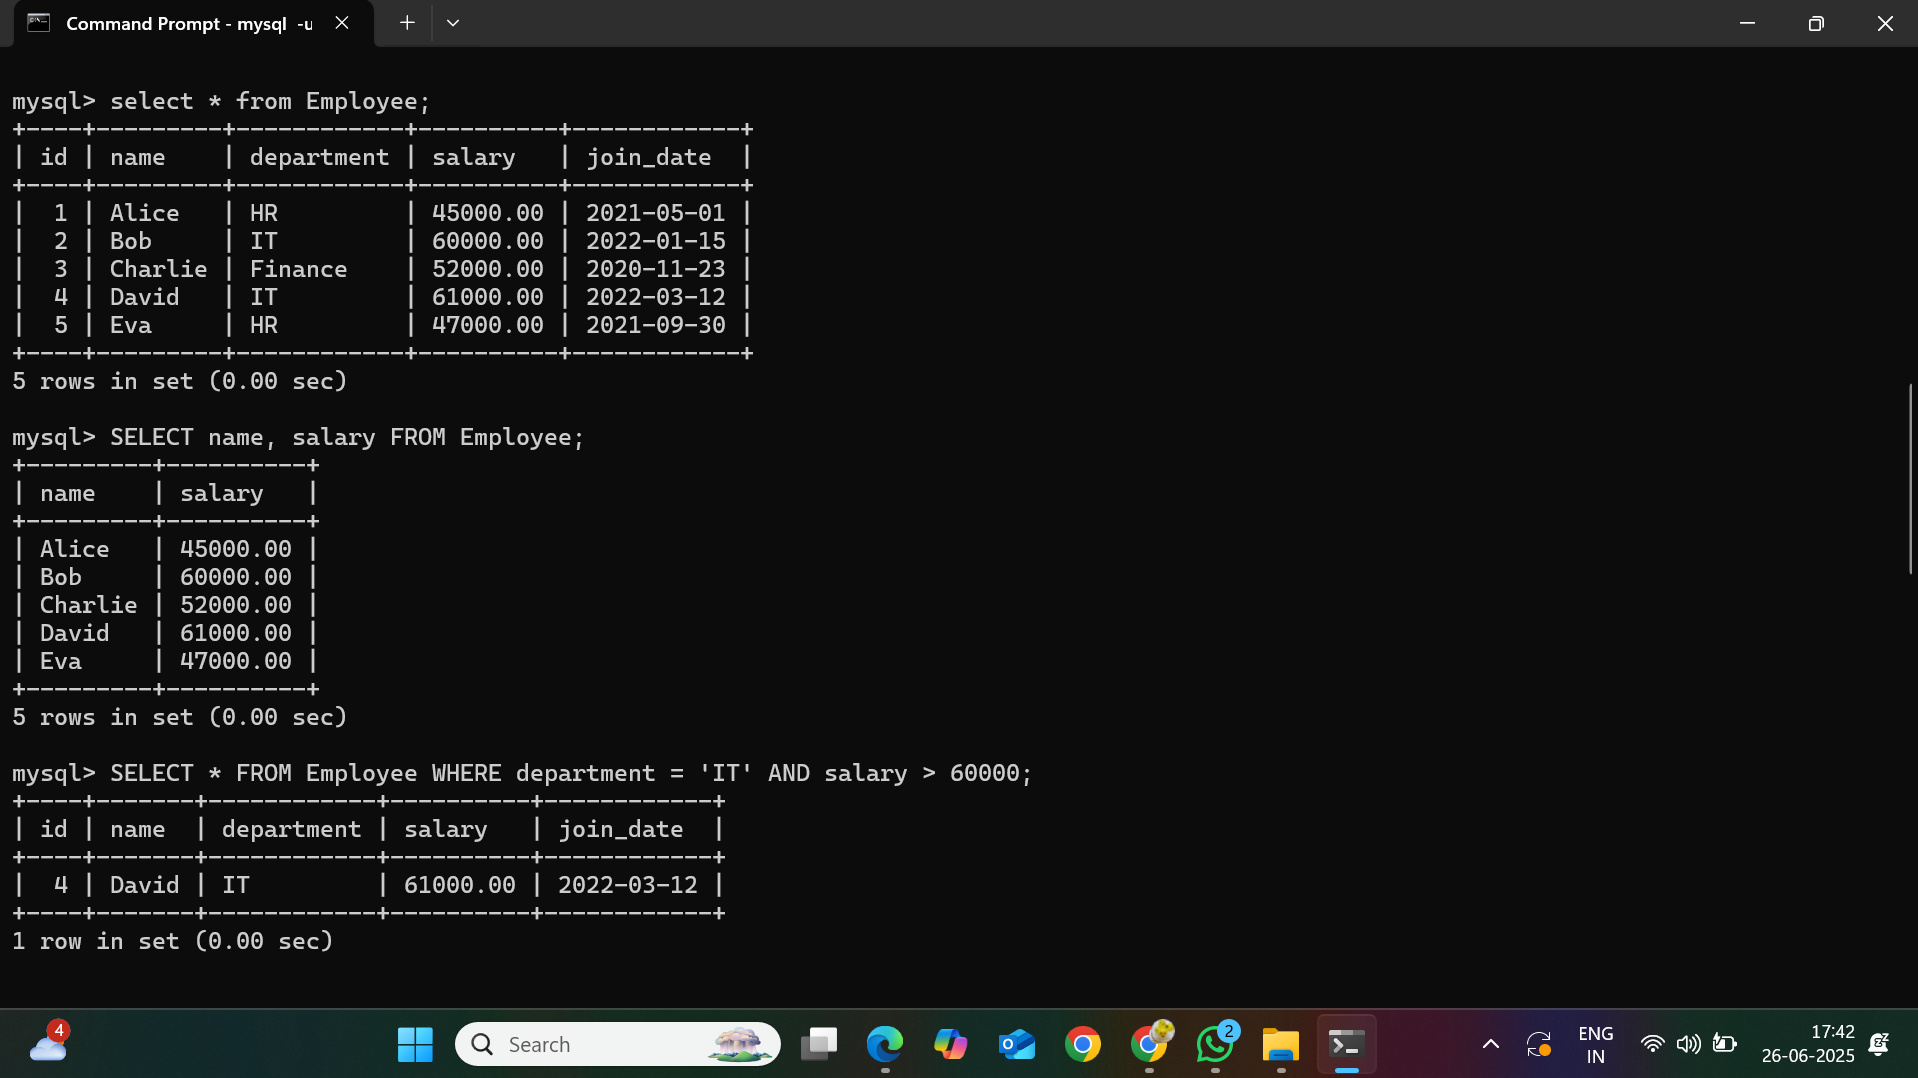 Command Prompt - mysql  -u
mysql> select * from Employee;
+----+---------+------------+----------+------------+
| id | name    | department | salary   | join_date  |
+----+---------+------------+----------+------------+
|  1 | Alice   | HR         | 45000.00 | 2021-05-01 |
|  2 | Bob     | IT         | 60000.00 | 2022-01-15 |
|  3 | Charlie | Finance    | 52000.00 | 2020-11-23 |
|  4 | David   | IT         | 61000.00 | 2022-03-12 |
|  5 | Eva     | HR         | 47000.00 | 2021-09-30 |
+----+---------+------------+----------+------------+
5 rows in set (0.00 sec)
mysql> SELECT name, salary FROM Employee;
+---------+----------+
| name    | salary   |
+---------+----------+
| Alice   | 45000.00 |
| Bob     | 60000.00 |
| Charlie | 52000.00 |
| David   | 61000.00 |
| Eva     | 47000.00 |
+---------+----------+
5 rows in set (0.00 sec)
mysql> SELECT * FROM Employee WHERE department = 'IT' AND salary > 60000;
+----+-------+------------+----------+------------+
| id | name  | department | salary   | join_date  |
+----+-------+------------+----------+------------+
|  4 | David | IT         | 61000.00 | 2022-03-12 |
+----+-------+------------+----------+------------+
1 row in set (0.00 sec)
4
Search
2
ENG
IN
17:42
26-06-2025